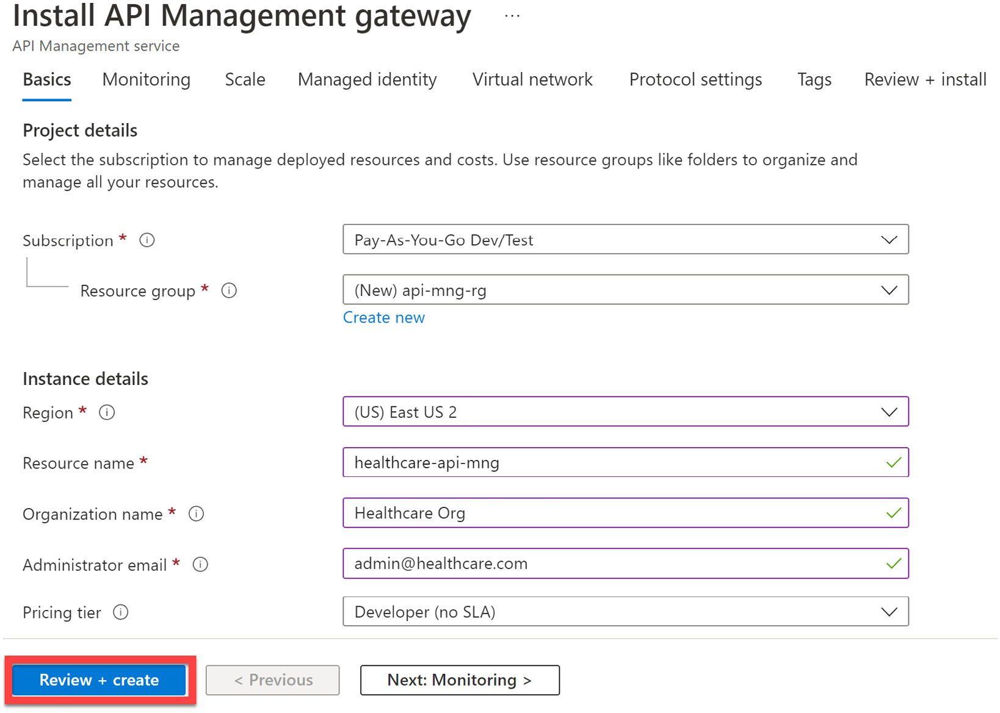 Install API Management gateway ...
API Management service
Basics Monitoring Scale Managed identity Virtual network Protocol settings Tags Review + install
Project details
Select the subscription to manage deployed resources and costs. Use resource groups like folders to organize and
manage all your resources.
Subscription * Pay-As-You-Go Dev/Test
Resource group * (New) api-mng-rg
Create new
Instance details
Region * (US) East US 2
Resource name * healthcare-api-mng
Organization name * Healthcare Org
Administrator email * admin@healthcare.com
Pricing tier Developer (no SLA)
Review + create < Previous Next: Monitoring >